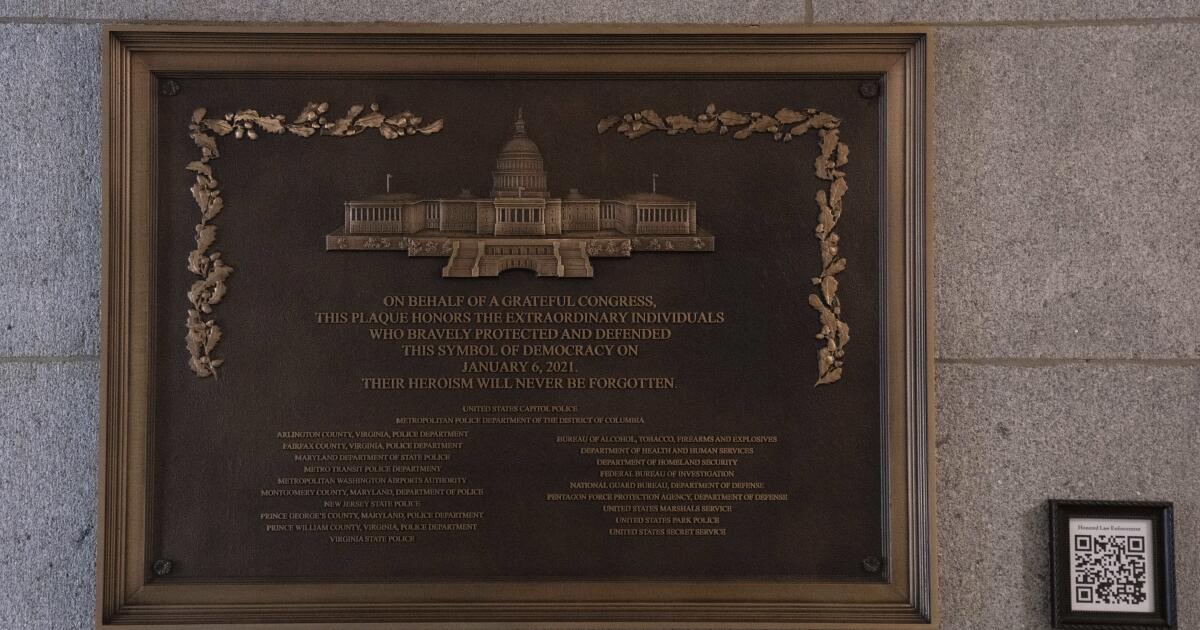 ON BEHALF OF A GRATEFUL CONGRESS,
THIS PLAQUE HONORS THE EXTRAORDINARY INDIVIDUALS
WHO BRAVELY PROTECTED AND DEFENDED
THIS SYMBOL OF DEMOCRACY ON
JANUARY 6, 2021.
THEIR HEROISM WILL NEVER BE FORGOTTEN.
UNITED STATES CAPITOL POLICE
METROPOLITAN POLICE DEPARTMENT OF THE DISTRICT OF COLUMBIA
ARLINGTON COUNTY, VIRGINIA, POLICE DEPARTMENT
FAIRFAX COUNTY, VIRGINIA, POLICE DEPARTMENT
MARYLAND DEPARTMENT OF STATE POLICE
METRO TRANSIT POLICE DEPARTMENT
METROPOLITAN WASHINGTON AIRPORTS AUTHORITY
MONTGOMERY COUNTY, MARYLAND, DEPARTMENT OF POLICE
NEW JERSEY STATE POLICE
PRINCE GEORGE'S COUNTY, MARYLAND, POLICE DEPARTMENT
PRINCE WILLIAM COUNTY, VIRGINIA, POLICE DEPARTMENT
VIRGINIA STATE POLICE
BUREAU OF ALCOHOL, TOBACCO, FIREARMS AND EXPLOSIVES
DEPARTMENT OF HEALTH AND HUMAN SERVICES
DEPARTMENT OF HOMELAND SECURITY
FEDERAL BUREAU OF INVESTIGATION
NATIONAL GUARD BUREAU, DEPARTMENT OF DEFENSE
PENTAGON FORCE PROTECTION AGENCY, DEPARTMENT OF DEFENSE
UNITED STATES MARSHALS SERVICE
UNITED STATES PARK POLICE
UNITED STATES SECRET SERVICE
Honored Law Enforcement